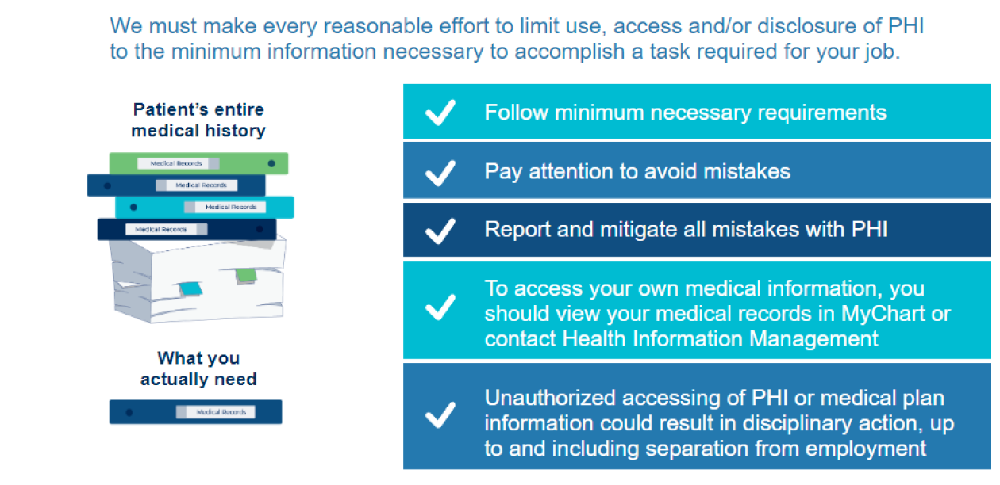 We must make every reasonable effort to limit use, access and/or disclosure of PHI
to the minimum information necessary to accomplish a task required for your job.
Patient's entire
medical history
Medical Records
Medical Records
Medical Records
Medical Records
What you
actually need
Medical Records
Follow minimum necessary requirements
Pay attention to avoid mistakes
Report and mitigate all mistakes with PHI
To access your own medical information, you
should view your medical records in MyChart or
contact Health Information Management
Unauthorized accessing of PHI or medical plan
information could result in disciplinary action, up
to and including separation from employment